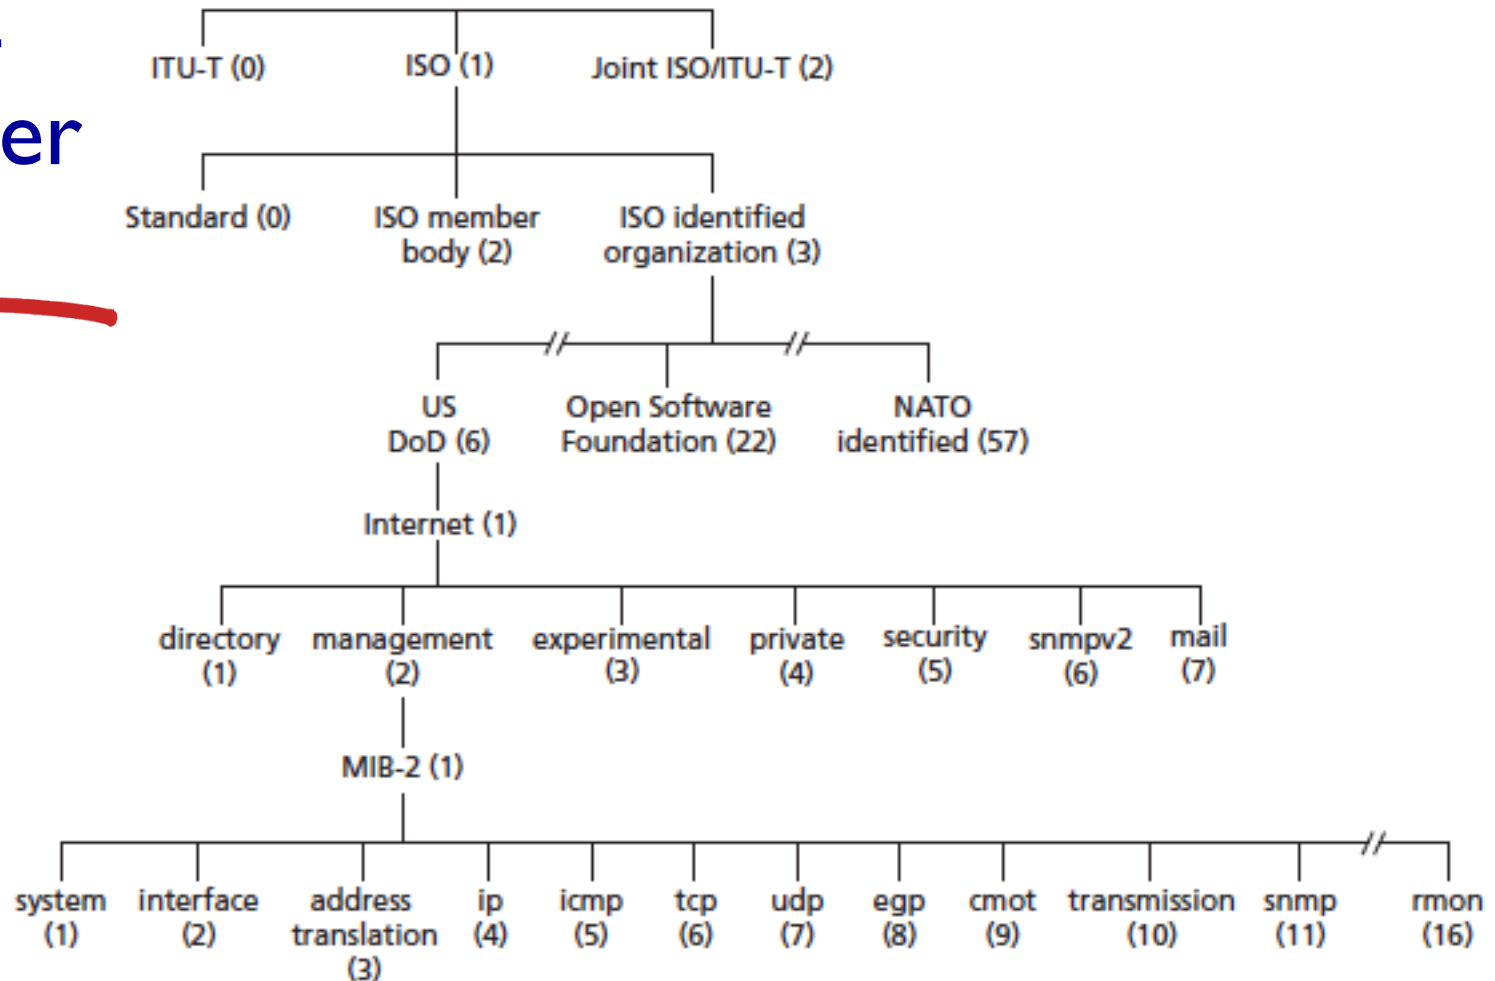 er
ITU-T (0) ISO (1) Joint ISO/ITU-T (2)
Standard (0) ISO member body (2) ISO identified organization (3)
US DoD (6) Open Software Foundation (22) NATO identified (57)
Internet (1)
directory (1) management (2) experimental (3) private (4) security (5) snmpv2 (6) mail (7)
MIB-2 (1)
system (1) interface (2) address translation (3) ip (4) icmp (5) tcp (6) udp (7) egp (8) cmot (9) transmission (10) snmp (11) rmon (16)